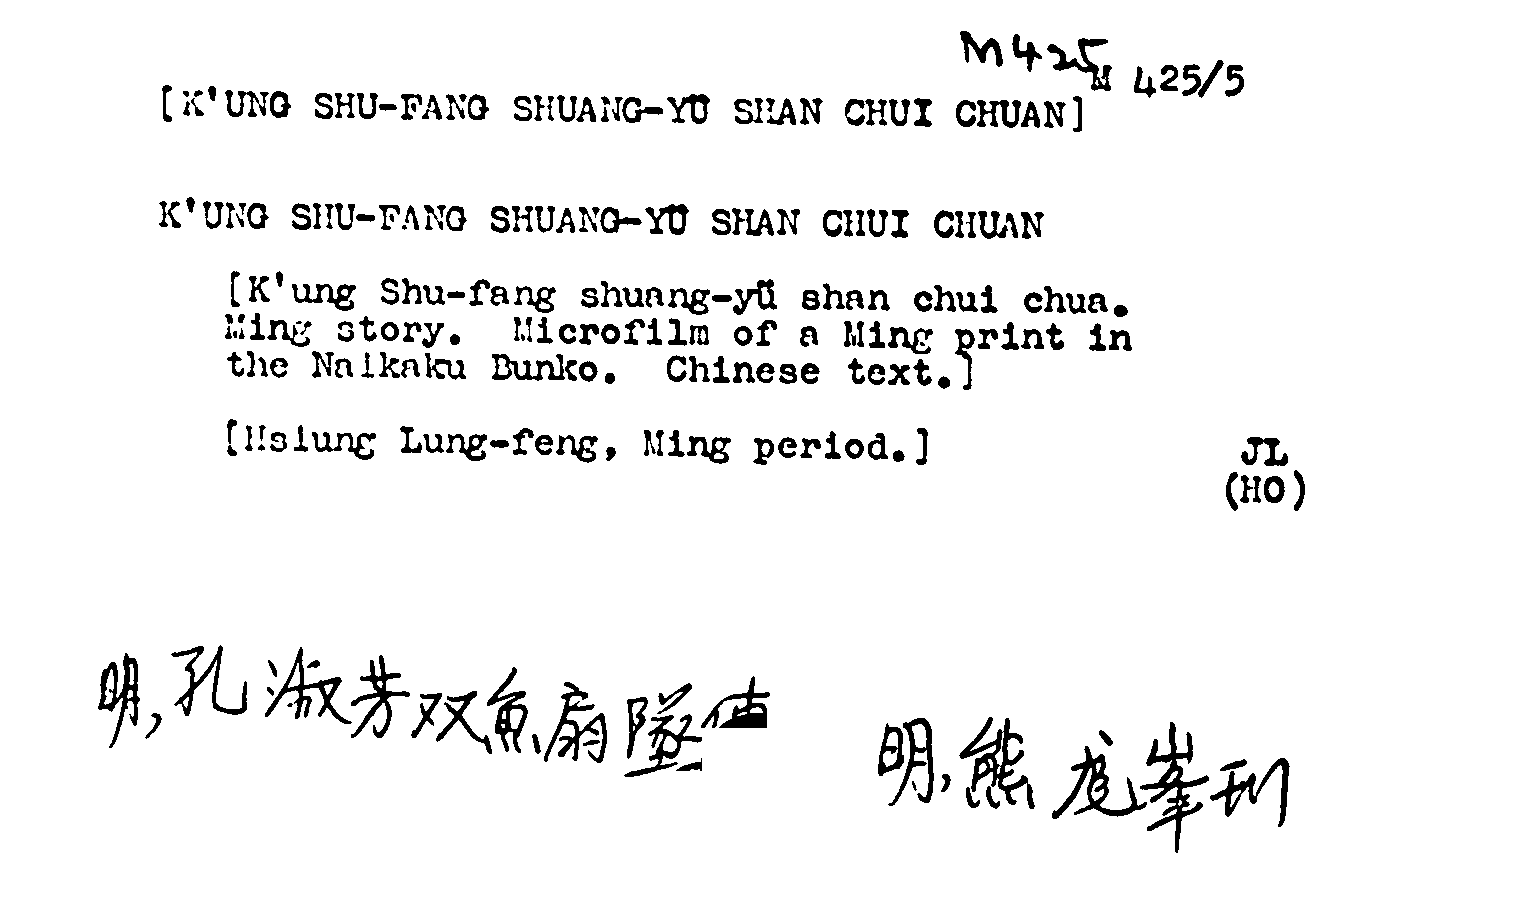 M425
M 425/5
[K'UNG SHU-FANG SHUANG-YÜ SHAN CHUI CHUAN]
K'UNG SHU-FANG SHUANG-YÜ SHAN CHUI CHUAN
[K'ung Shu-fang shuang-yü shan chui chua.
Ming story. Microfilm of a Ming print in
the Naikaku Bunko. Chinese text.]
[Hsiung Lung-feng, Ming period.]
JL
(HO)
明,孔淑芳双魚扇墜
明,熊龙峯刊